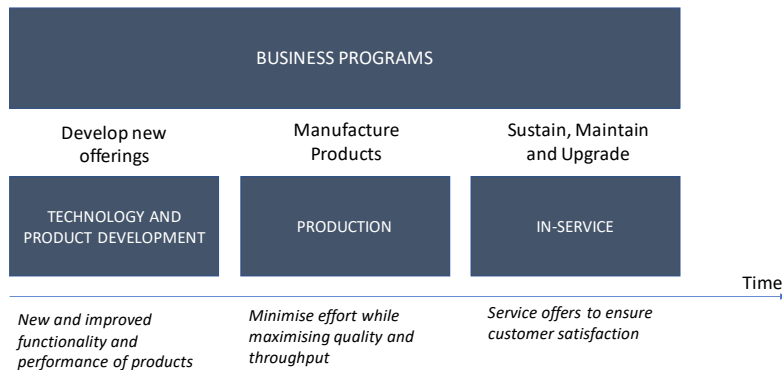 BUSINESS PROGRAMS
Develop new
offerings
Manufacture
Products
Sustain, Maintain
and Upgrade
TECHNOLOGY AND
PRODUCT DEVELOPMENT
PRODUCTION
IN-SERVICE
Time
New and improved
functionality and
performance of products
Minimise effort while
maximising quality and
throughput
Service offers to ensure
customer satisfaction